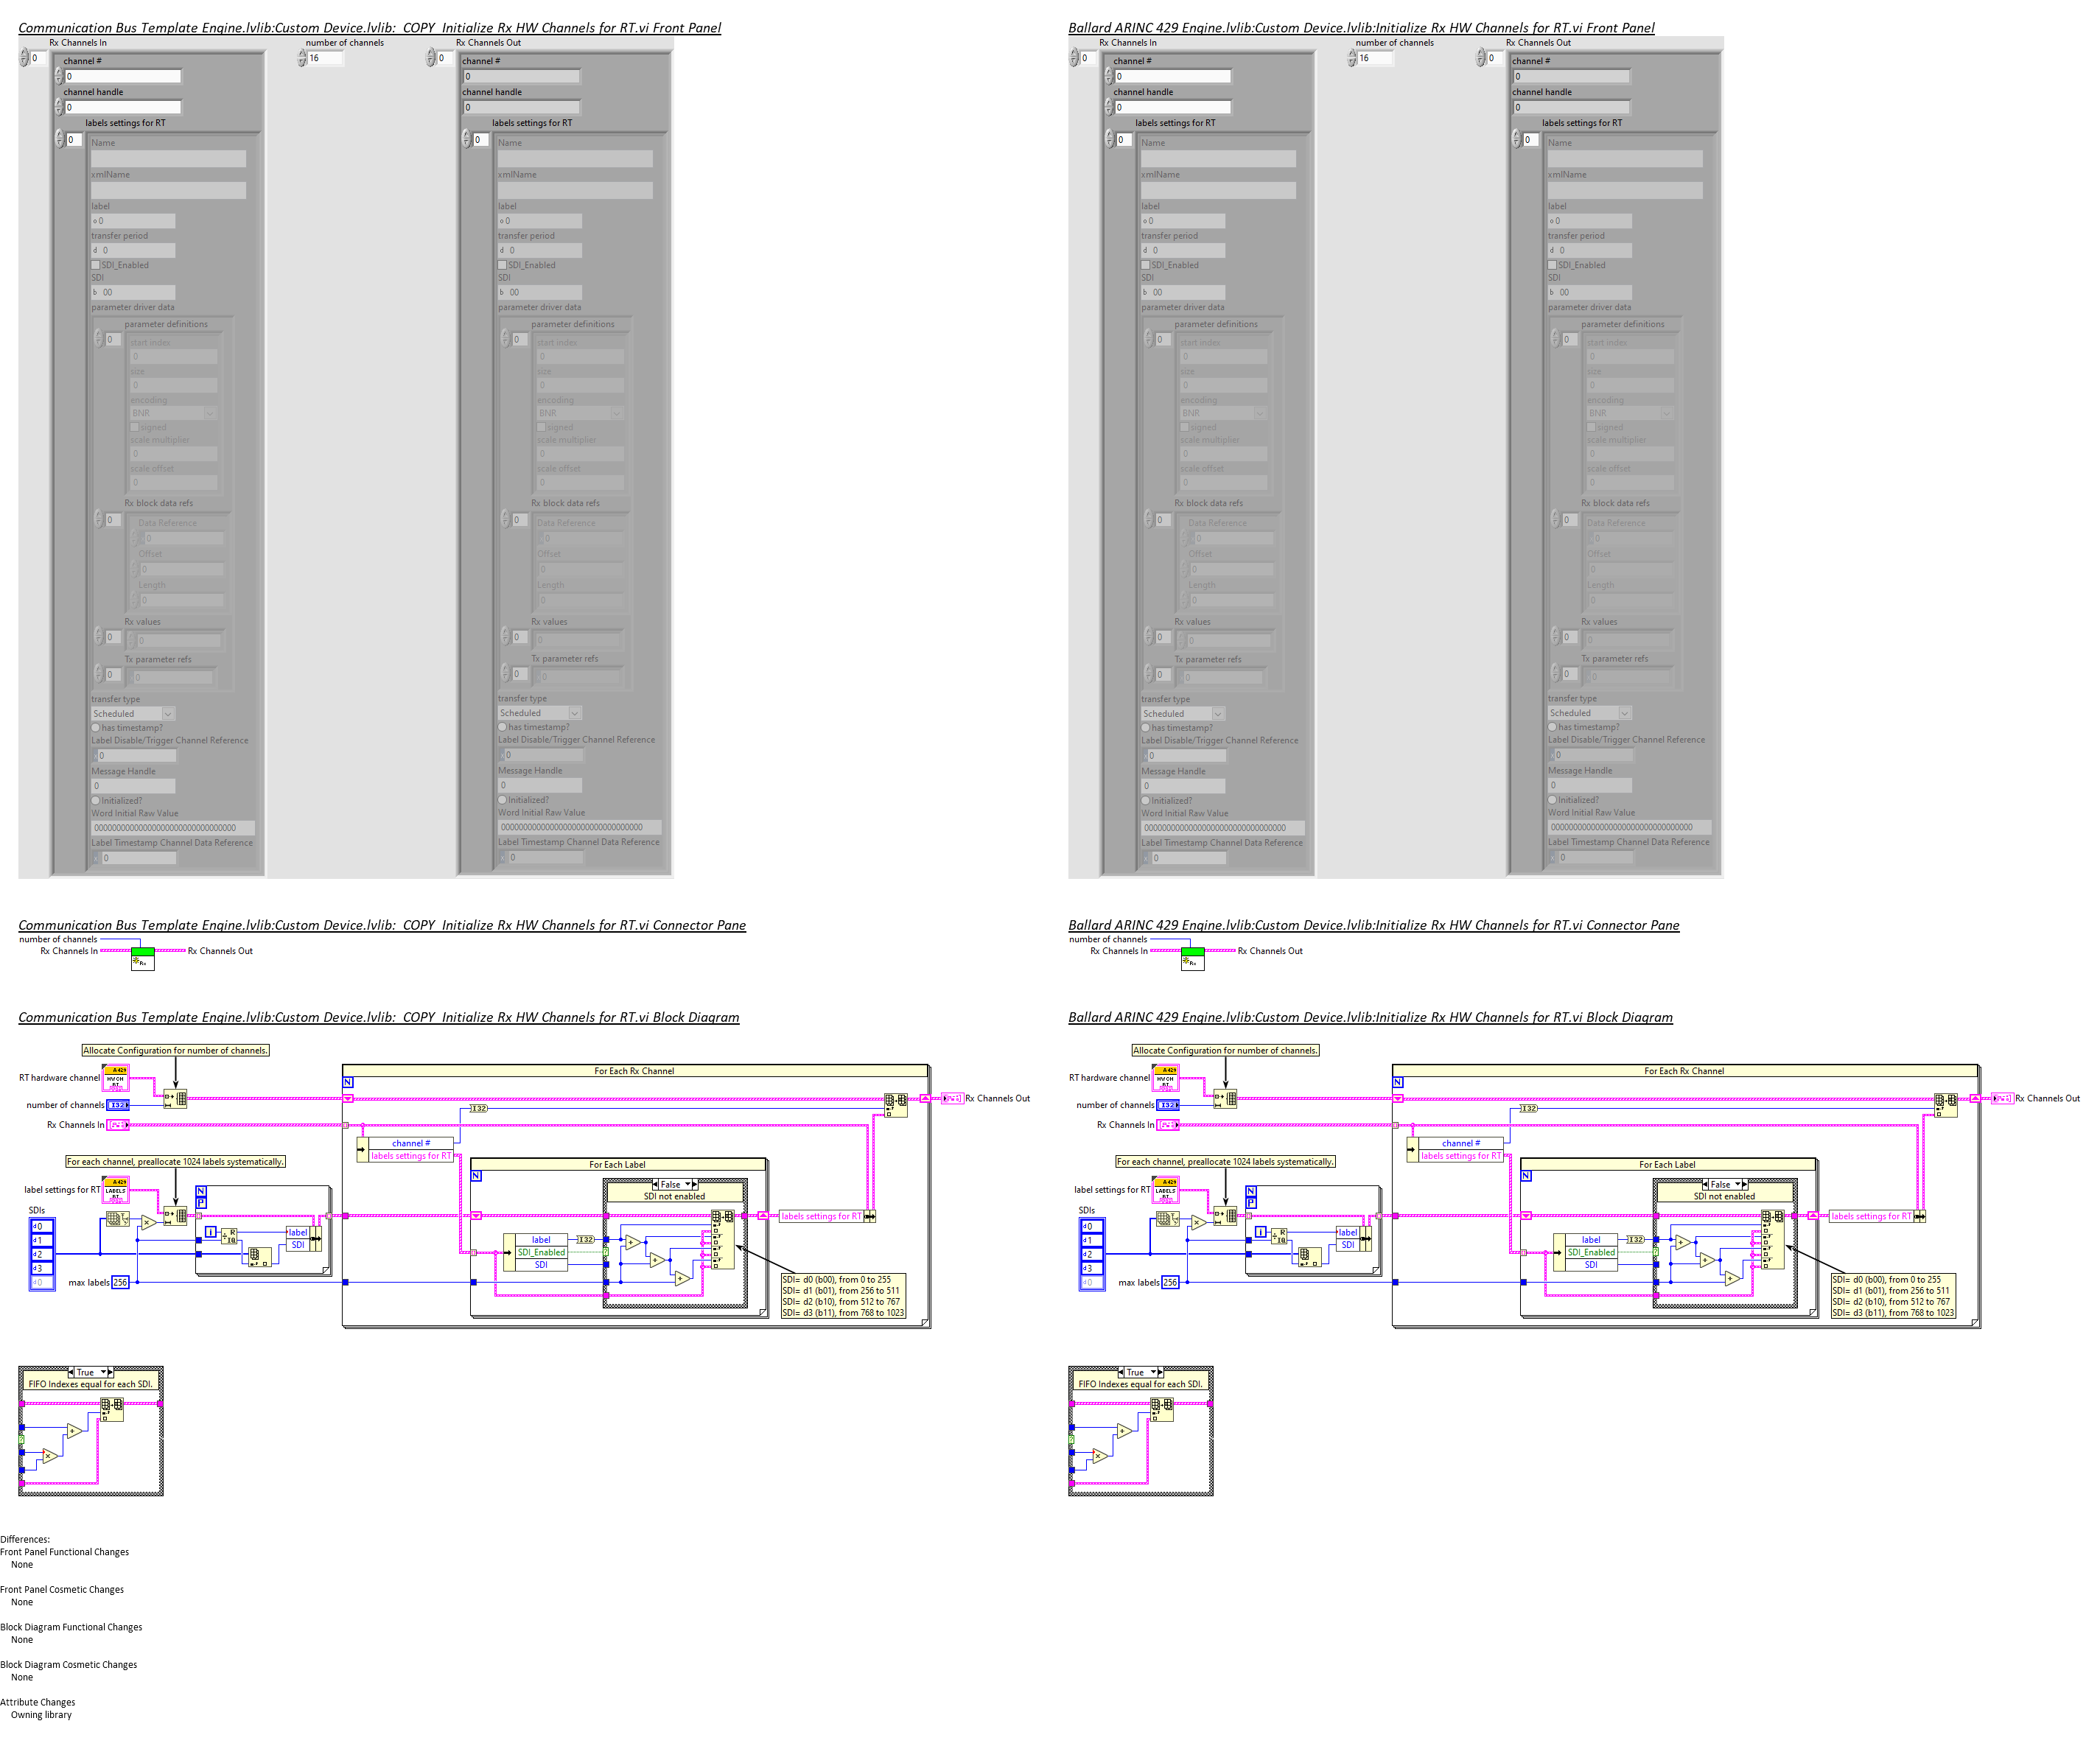 Communication Bus Template Engine.lvlib:Custom Device.lvlib:_COPY_Initialize Rx HW Channels for RT.vi Front Panel
Rx Channels In
number of channels
Rx Channels Out
0
16
0
channel #
0
channel handle
0
labels settings for RT
0
Name
xmlName
label
o 0
transfer period
d 0
SDI_Enabled
SDI
b 00
parameter driver data
parameter definitions
0
start index
0
size
0
encoding
BNR
signed
scale multiplier
0
scale offset
0
Rx block data refs
0
Data Reference
0
Offset
0
Length
0
Rx values
0
0
Tx parameter refs
0
0
transfer type
Scheduled
has timestamp?
Label Disable/Trigger Channel Reference
x 0
Message Handle
0
Initialized?
Word Initial Raw Value
00000000000000000000000000000000
Label Timestamp Channel Data Reference
x 0
channel #
0
channel handle
0
labels settings for RT
0
Name
xmlName
label
o 0
transfer period
d 0
SDI_Enabled
SDI
b 00
parameter driver data
parameter definitions
0
start index
0
size
0
encoding
BNR
signed
scale multiplier
0
scale offset
0
Rx block data refs
0
Data Reference
0
Offset
0
Length
0
Rx values
0
0
Tx parameter refs
0
0
transfer type
Scheduled
has timestamp?
Label Disable/Trigger Channel Reference
x 0
Message Handle
0
Initialized?
Word Initial Raw Value
00000000000000000000000000000000
Label Timestamp Channel Data Reference
x 0
Ballard ARINC 429 Engine.lvlib:Custom Device.lvlib:Initialize Rx HW Channels for RT.vi Front Panel
Rx Channels In
number of channels
Rx Channels Out
0
16
0
channel #
0
channel handle
0
labels settings for RT
0
Name
xmlName
label
o 0
transfer period
d 0
SDI_Enabled
SDI
b 00
parameter driver data
parameter definitions
0
start index
0
size
0
encoding
BNR
signed
scale multiplier
0
scale offset
0
Rx block data refs
0
Data Reference
0
Offset
0
Length
0
Rx values
0
0
Tx parameter refs
0
0
transfer type
Scheduled
has timestamp?
Label Disable/Trigger Channel Reference
x 0
Message Handle
0
Initialized?
Word Initial Raw Value
00000000000000000000000000000000
Label Timestamp Channel Data Reference
x 0
channel #
0
channel handle
0
labels settings for RT
0
Name
xmlName
label
o 0
transfer period
d 0
SDI_Enabled
SDI
b 00
parameter driver data
parameter definitions
0
start index
0
size
0
encoding
BNR
signed
scale multiplier
0
scale offset
0
Rx block data refs
0
Data Reference
0
Offset
0
Length
0
Rx values
0
0
Tx parameter refs
0
0
transfer type
Scheduled
has timestamp?
Label Disable/Trigger Channel Reference
x 0
Message Handle
0
Initialized?
Word Initial Raw Value
00000000000000000000000000000000
Label Timestamp Channel Data Reference
x 0
Communication Bus Template Engine.lvlib:Custom Device.lvlib:_COPY_Initialize Rx HW Channels for RT.vi Connector Pane
number of channels
Rx Channels In
Rx
Rx Channels Out
Ballard ARINC 429 Engine.lvlib:Custom Device.lvlib:Initialize Rx HW Channels for RT.vi Connector Pane
number of channels
Rx Channels In
Rx
Rx Channels Out
Communication Bus Template Engine.lvlib:Custom Device.lvlib:_COPY_Initialize Rx HW Channels for RT.vi Block Diagram
Allocate Configuration for number of channels.
RT hardware channel
A 429
HW CH
RT
number of channels
I32
Rx Channels In
For Each Rx Channel
N
I32
Rx Channels Out
channel #
labels settings for RT
For each channel, preallocate 1024 labels systematically.
label settings for RT
A 429
LABELS
RT
SDIs
d0
d1
d2
d3
d0
max labels
256
N
P
i
R
IQ
label
SDI
For Each Label
N
False
SDI not enabled
label
SDI_Enabled
SDI
I32
labels settings for RT
SDI= d0 (b00), from 0 to 255
SDI= d1 (b01), from 256 to 511
SDI= d2 (b10), from 512 to 767
SDI= d3 (b11), from 768 to 1023
True
FIFO Indexes equal for each SDI.
Ballard ARINC 429 Engine.lvlib:Custom Device.lvlib:Initialize Rx HW Channels for RT.vi Block Diagram
Allocate Configuration for number of channels.
RT hardware channel
A 429
HW CH
RT
number of channels
I32
Rx Channels In
For Each Rx Channel
N
I32
Rx Channels Out
channel #
labels settings for RT
For each channel, preallocate 1024 labels systematically.
label settings for RT
A 429
LABELS
RT
SDIs
d0
d1
d2
d3
d0
max labels
256
N
P
i
R
IQ
label
SDI
For Each Label
N
False
SDI not enabled
label
SDI_Enabled
SDI
I32
labels settings for RT
SDI= d0 (b00), from 0 to 255
SDI= d1 (b01), from 256 to 511
SDI= d2 (b10), from 512 to 767
SDI= d3 (b11), from 768 to 1023
True
FIFO Indexes equal for each SDI.
Differences:
Front Panel Functional Changes
None
Front Panel Cosmetic Changes
None
Block Diagram Functional Changes
None
Block Diagram Cosmetic Changes
None
Attribute Changes
Owning library